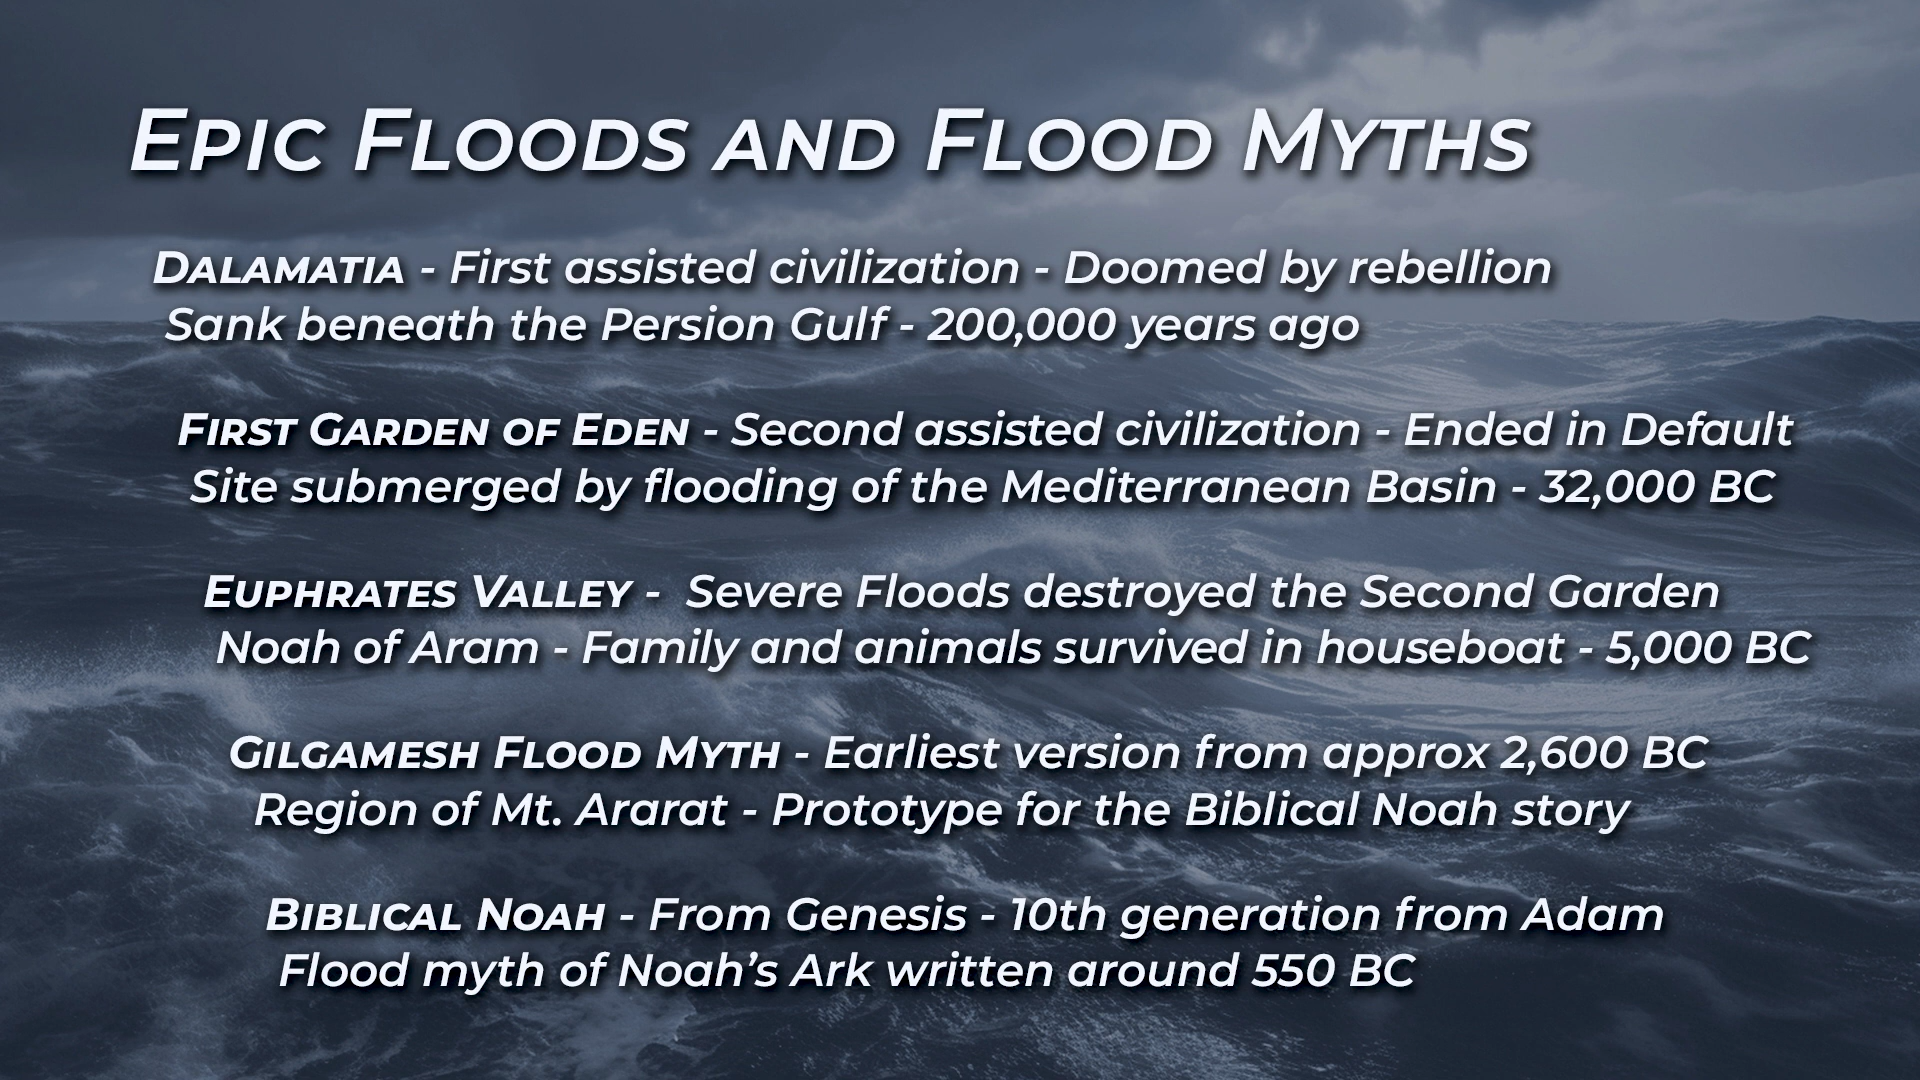 Epic Floods and Flood Myths
Dalamatia - First assisted civilization - Doomed by rebellion
Sank beneath the Persion Gulf - 200,000 years ago
First Garden of Eden - Second assisted civilization - Ended in Default
Site submerged by flooding of the Mediterranean Basin - 32,000 BC
Euphrates Valley - Severe Floods destroyed the Second Garden
Noah of Aram - Family and animals survived in houseboat - 5,000 BC
Gilgamesh Flood Myth - Earliest version from approx 2,600 BC
Region of Mt. Ararat - Prototype for the Biblical Noah story
Biblical Noah - From Genesis - 10th generation from Adam
Flood myth of Noah’s Ark written around 550 BC